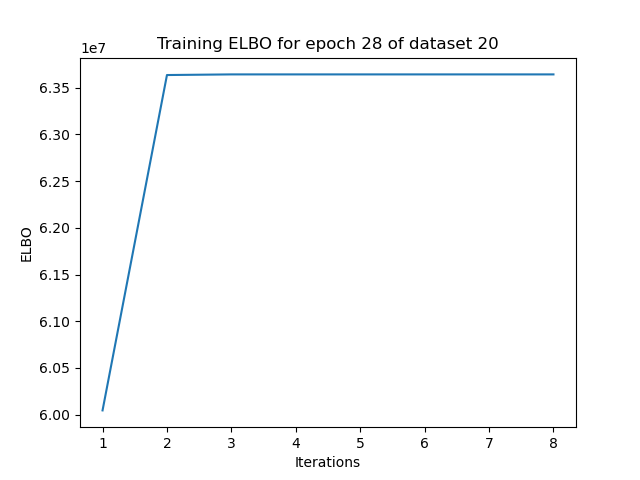 Training ELBO for epoch 28 of dataset 20
1e7
6.35
6.30
6.25
6.20
6.15
6.10
6.05
6.00
ELBO
1 2 3 4 5 6 7 8
Iterations